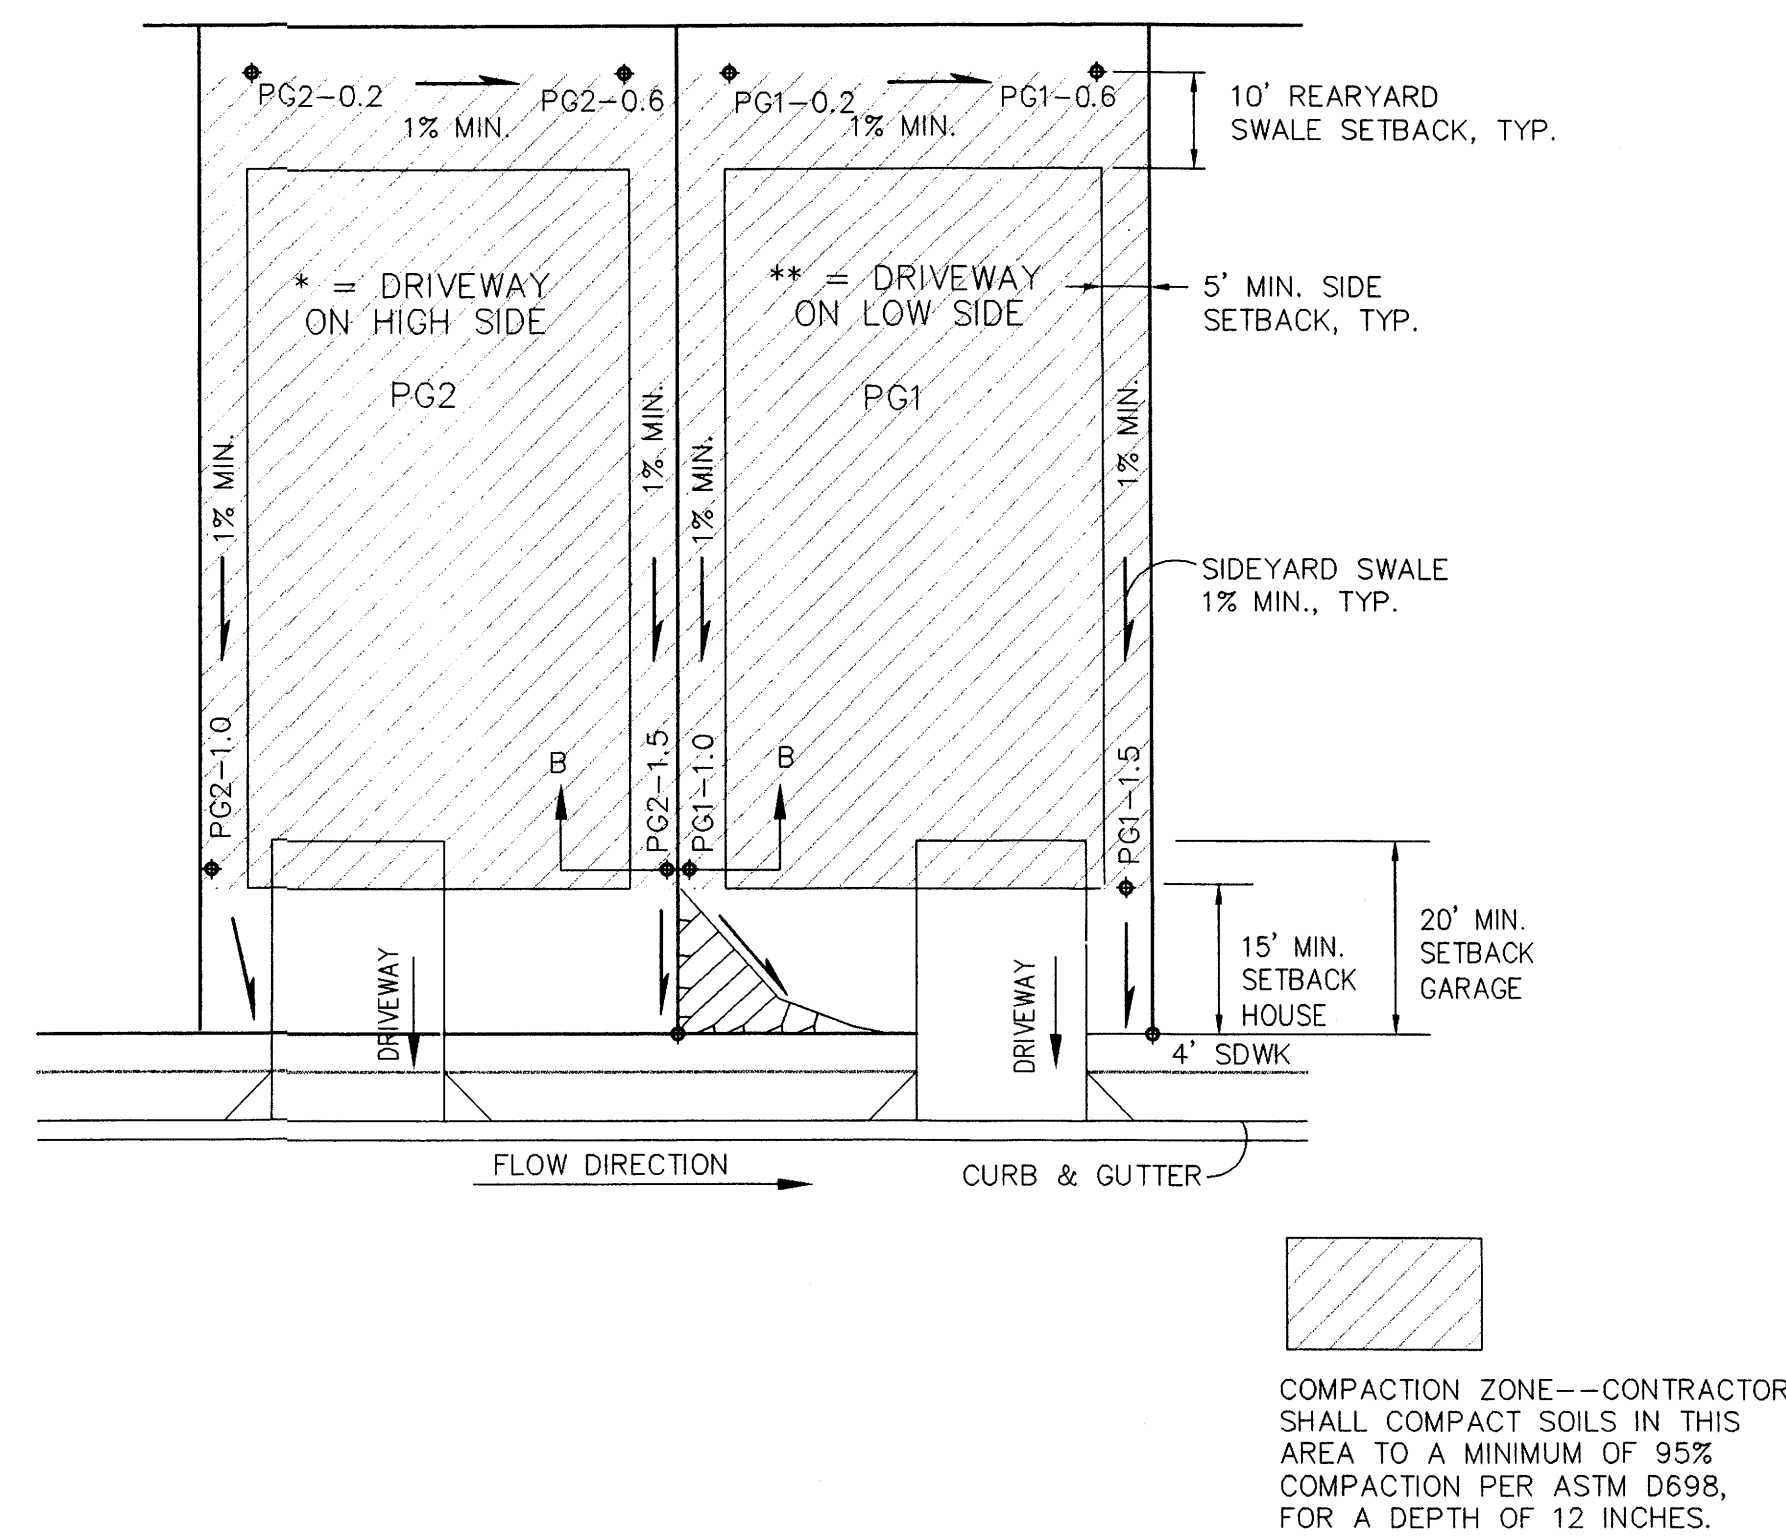 PG2-0.2
PG2-0.6
1% MIN.
PG1-0.2
PG1-0.6
1% MIN.
10' REARYARD
SWALE SETBACK, TYP.
* = DRIVEWAY
ON HIGH SIDE
PG2
** = DRIVEWAY
ON LOW SIDE
PG1
5' MIN. SIDE
SETBACK, TYP.
1% MIN.
1% MIN.
1% MIN.
1% MIN.
SIDEYARD SWALE
1% MIN., TYP.
PG2-1.0
B
PG2-1.5
PG1-1.0
B
PG1-1.5
DRIVEWAY
DRIVEWAY
15' MIN.
SETBACK
HOUSE
20' MIN.
SETBACK
GARAGE
4' SDWK
FLOW DIRECTION
CURB & GUTTER
COMPACTION ZONE--CONTRACTOR
SHALL COMPACT SOILS IN THIS
AREA TO A MINIMUM OF 95%
COMPACTION PER ASTM D698,
FOR A DEPTH OF 12 INCHES.